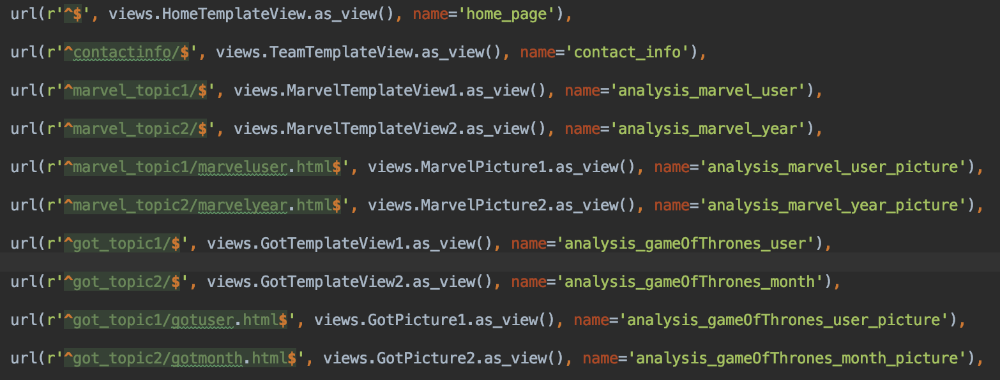 url(r'^$', views.HomeTemplateView.as_view(), name='home_page'),
url(r'^contactinfo/$', views.TeamTemplateView.as_view(), name='contact_info'),
url(r'^marvel_topic1/$', views.MarvelTemplateView1.as_view(), name='analysis_marvel_user'),
url(r'^marvel_topic2/$', views.MarvelTemplateView2.as_view(), name='analysis_marvel_year'),
url(r'^marvel_topic1/marveluser.html$', views.MarvelPicture1.as_view(), name='analysis_marvel_user_picture'),
url(r'^marvel_topic2/marvelyear.html$', views.MarvelPicture2.as_view(), name='analysis_marvel_year_picture'),
url(r'^got_topic1/$', views.GotTemplateView1.as_view(), name='analysis_gameOfThrones_user'),
url(r'^got_topic2/$', views.GotTemplateView2.as_view(), name='analysis_gameOfThrones_month'),
url(r'^got_topic1/gotuser.html$', views.GotPicture1.as_view(), name='analysis_gameOfThrones_user_picture'),
url(r'^got_topic2/gotmonth.html$', views.GotPicture2.as_view(), name='analysis_gameOfThrones_month_picture'),